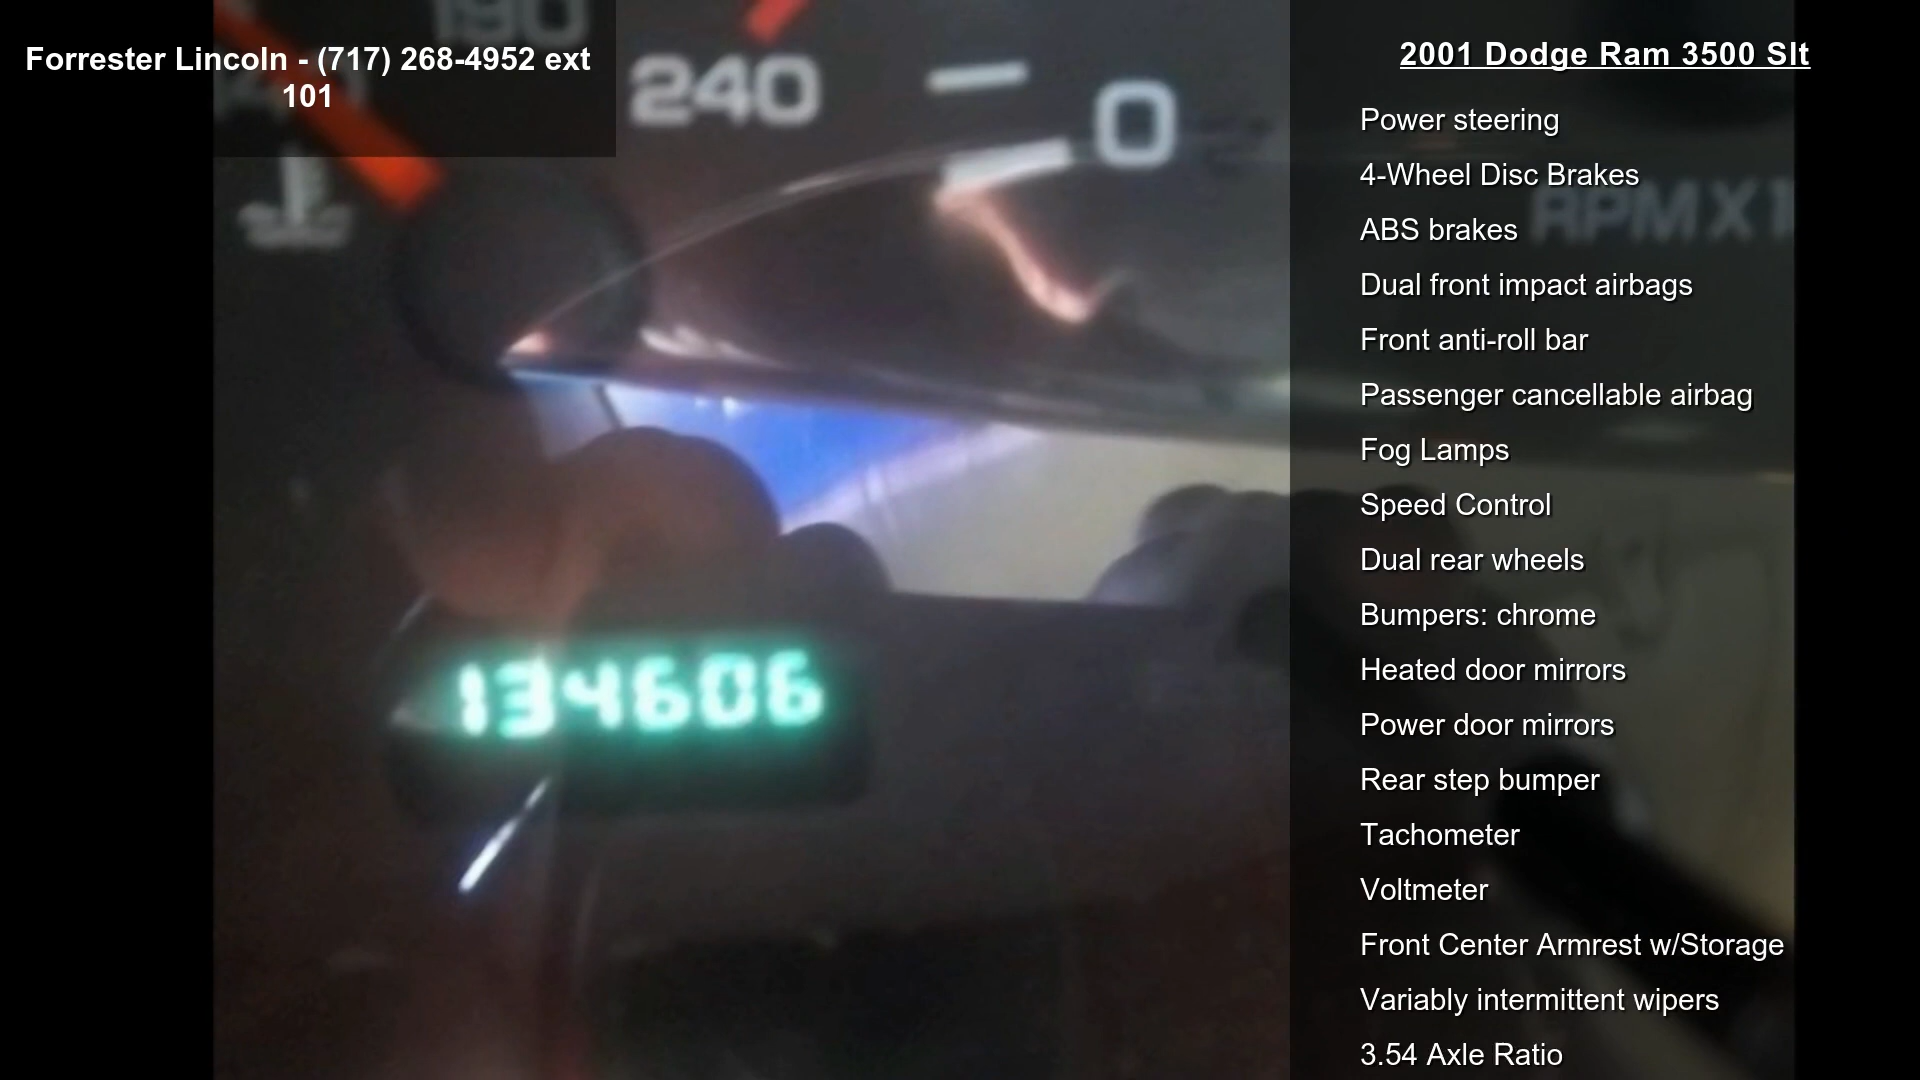 Forrester Lincoln - (717) 268-4952 ext
101
190
240
0
RPM X1
134606
2001 Dodge Ram 3500 Slt
Power steering
4-Wheel Disc Brakes
ABS brakes
Dual front impact airbags
Front anti-roll bar
Passenger cancellable airbag
Fog Lamps
Speed Control
Dual rear wheels
Bumpers: chrome
Heated door mirrors
Power door mirrors
Rear step bumper
Tachometer
Voltmeter
Front Center Armrest w/Storage
Variably intermittent wipers
3.54 Axle Ratio